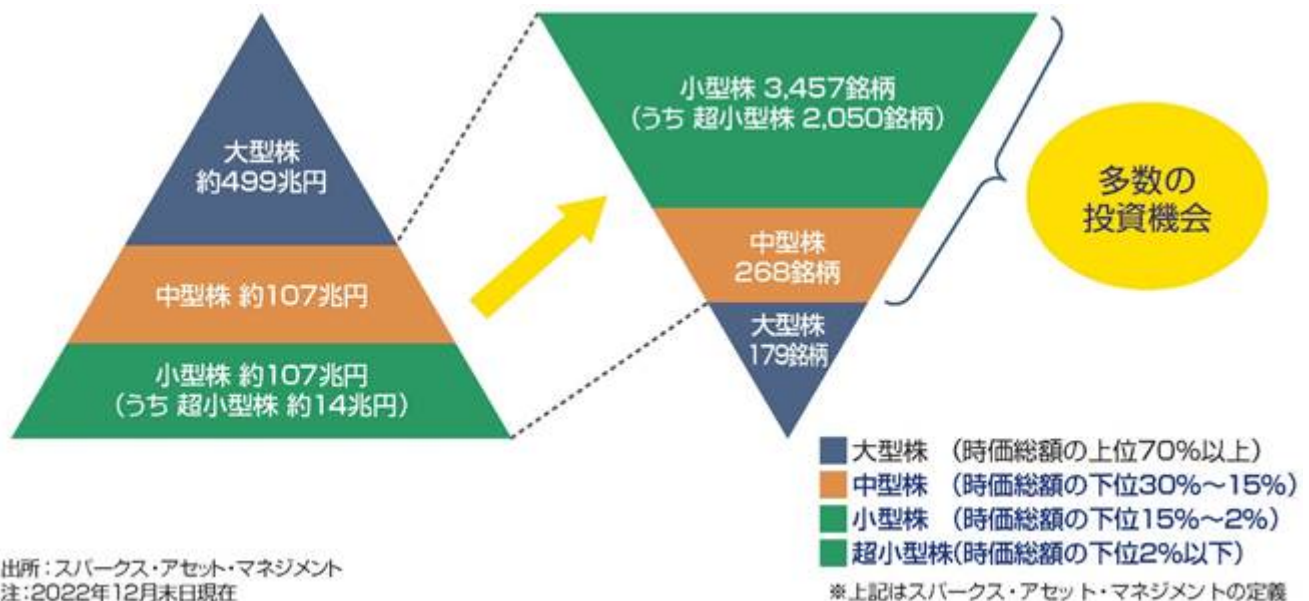 大型株
約499兆円
中型株 約107兆円
小型株 約107兆円
(うち 超小型株 約14兆円)
小型株 3,457銘柄
(うち 超小型株 2,050銘柄)
中型株
268銘柄
大型株
179銘柄
多数の
投資機会
大型株 (時価総額の上位70%以上)
中型株 (時価総額の下位30%～15%)
小型株 (時価総額の下位15%～2%)
超小型株(時価総額の下位2%以下)
※上記はスパークス・アセット・マネジメントの定義
出所：スパークス・アセット・マネジメント
注：2022年12月末日現在